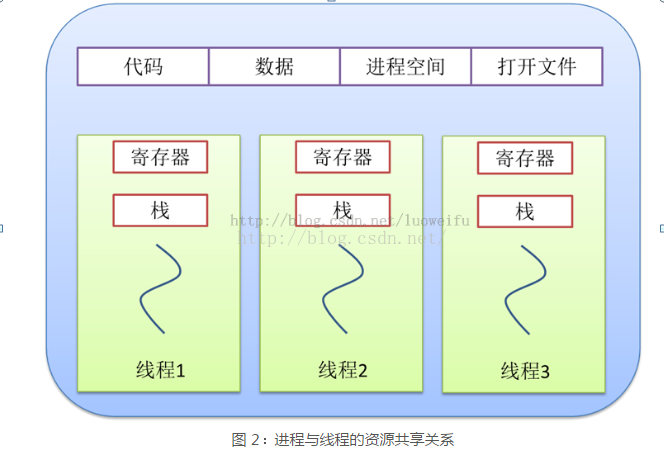 代码 数据 进程空间 打开文件
寄存器 寄存器 寄存器
栈 栈 栈
http://blog.csdn.net/luoweifu
http://blog.csdn.net/
线程1 线程2 线程3
图 2：进程与线程的资源共享关系